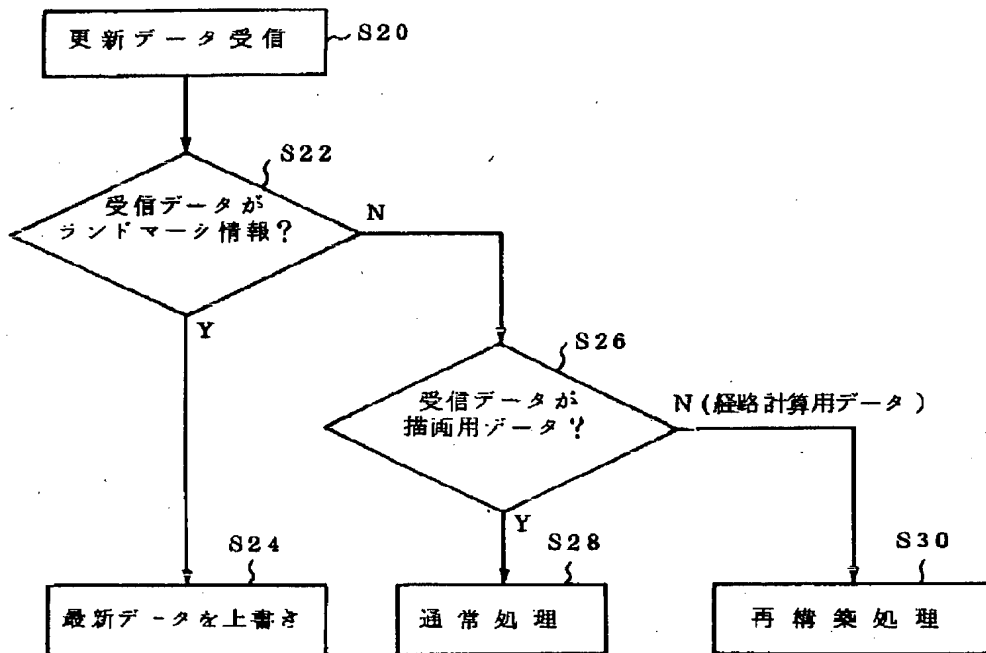 更新データ受信
S20
S22
受信データが
ランドマーク情報？
N
Y
S26
受信データが
描画用データ？
N（経路計算用データ）
Y
S24
最新データを上書き
S28
通常処理
S30
再構築処理